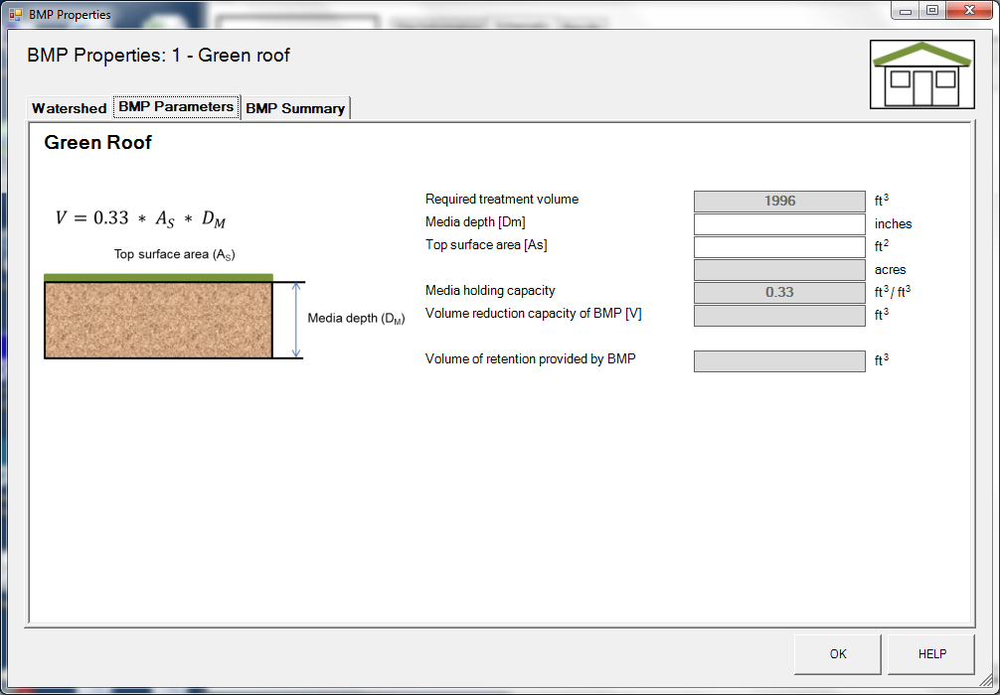 BMP Properties
BMP Properties: 1 - Green roof
Watershed BMP Parameters BMP Summary
Green Roof
V = 0.33 * A_S * D_M
Top surface area (A_S)
Media depth (D_M)
Required treatment volume 1996 ft³
Media depth [Dm] inches
Top surface area [As] ft²
acres
Media holding capacity 0.33 ft³/ ft³
Volume reduction capacity of BMP [V] ft³
Volume of retention provided by BMP ft³
OK HELP